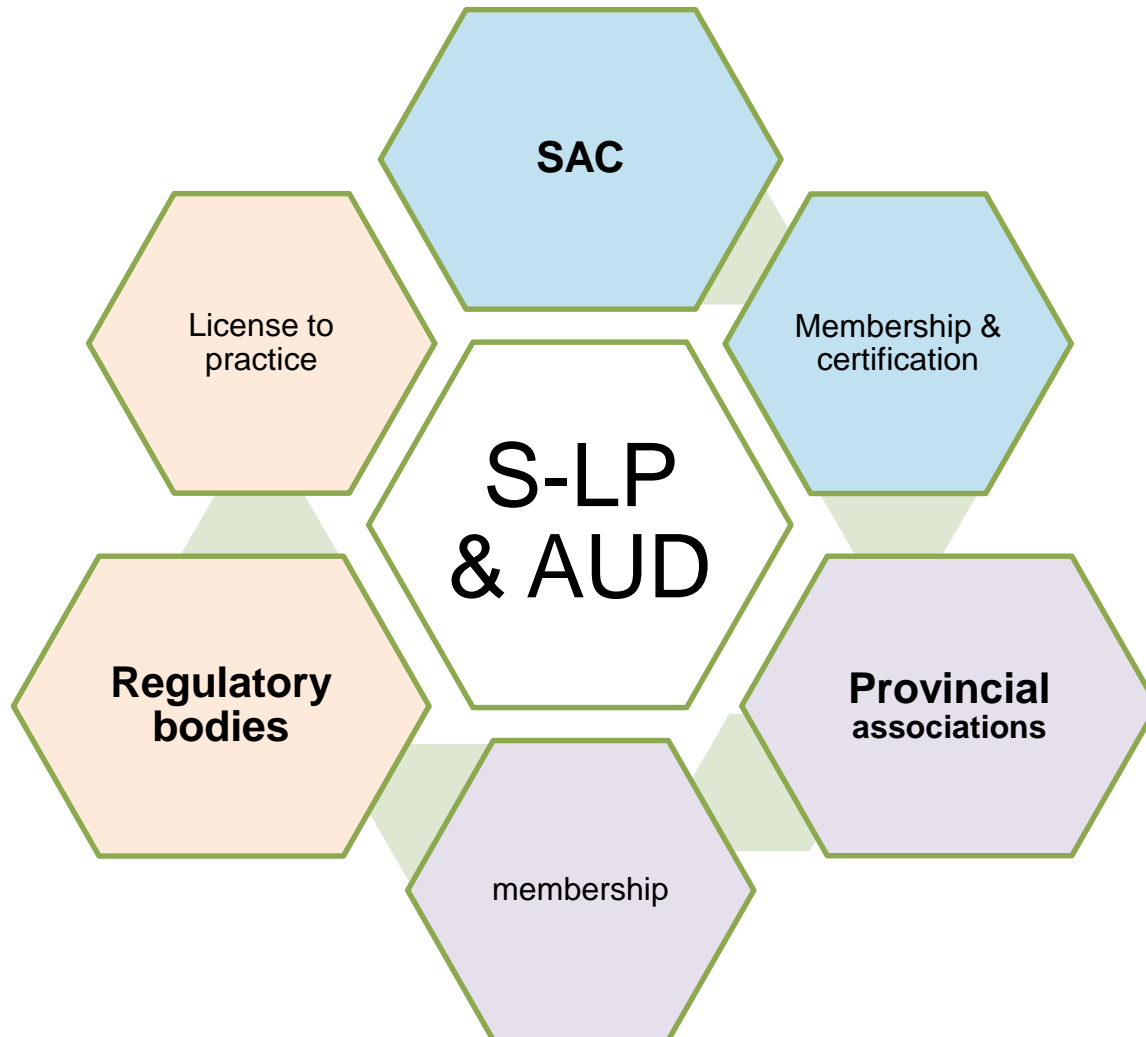 SAC
Membership &
certification
Provincial
associations
membership
Regulatory
bodies
License to
practice
S-LP
& AUD